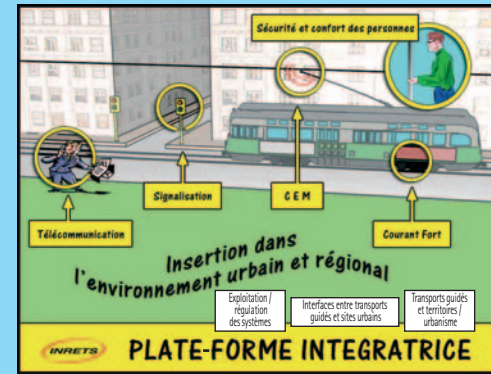 Sécurité et confort des personnes
Signalisation
C E M
Télécommunication
Courant Fort
Insertion dans
l'environnement urbain et régional
Exploitation /
régulation
des systèmes
Interfaces entre transports
guidés et sites urbains
Transports guidés
et territoires /
urbanisme
INRETS
PLATE-FORME INTEGRATRICE